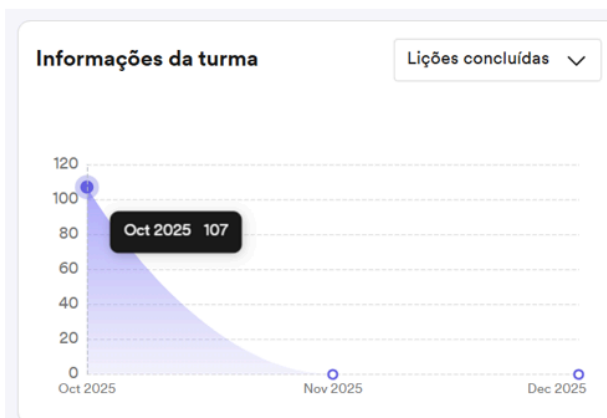 Informações da turma
Lições concluídas
120
100
80
60
40
20
0
Oct 2025 107
Oct 2025
Nov 2025
Dec 2025